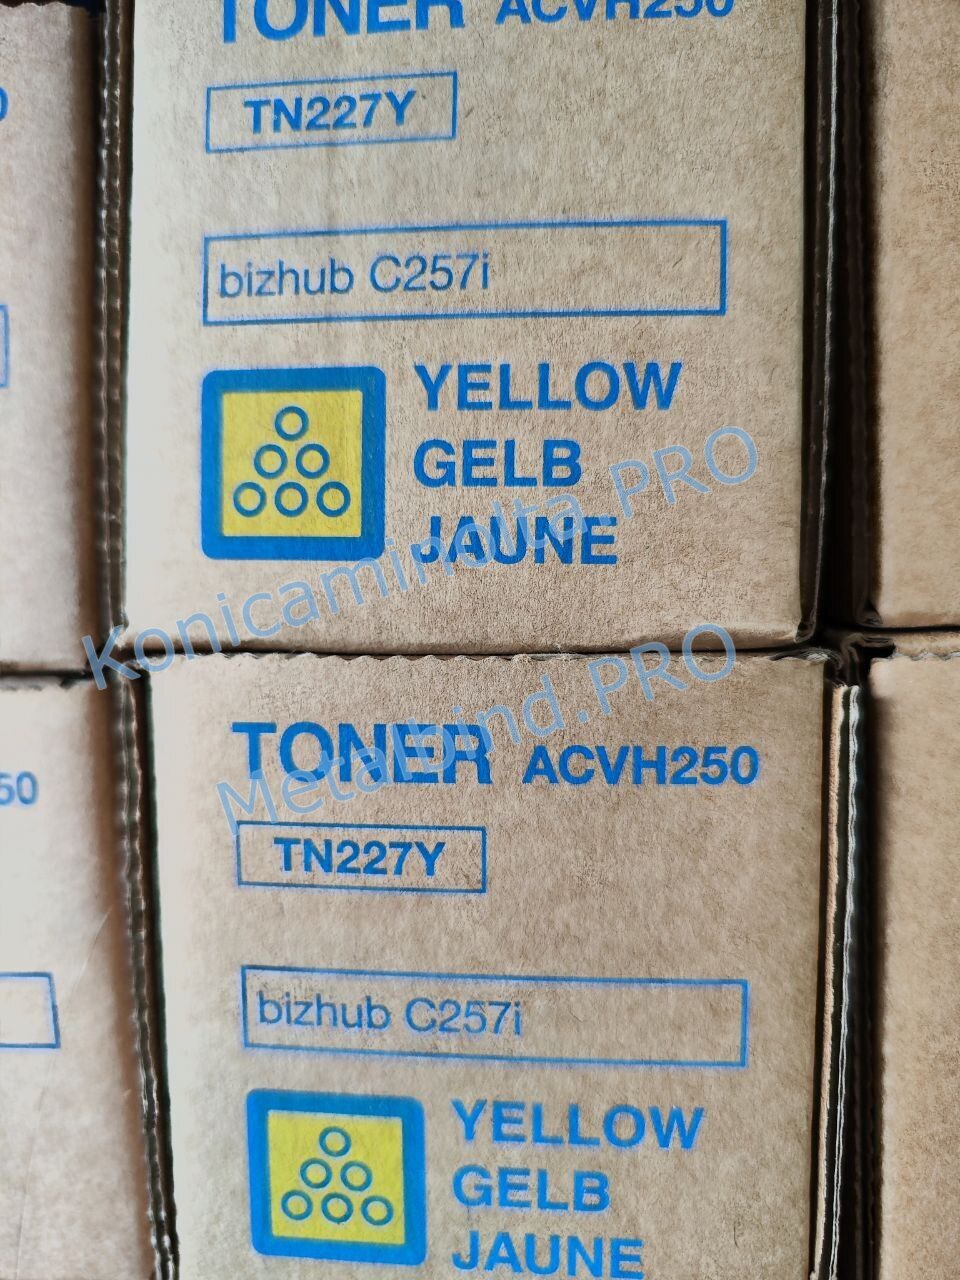 TONER ACVH250
TN227Y
bizhub C257i
YELLOW
GELB
JAUNE
Konicaminolta.PRO
Metalbind.PRO
TONER ACVH250
TN227Y
bizhub C257i
YELLOW
GELB
JAUNE
50